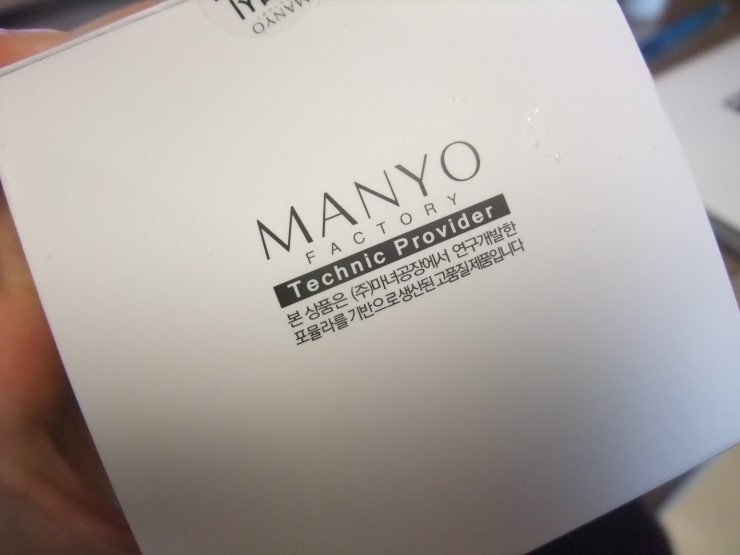 MANYO
MANYO
FACTORY
Technic Provider
본 상품은 (주)마녀공장에서 연구개발한
포뮬라를 기반으로 생산된 고품질 제품입니다